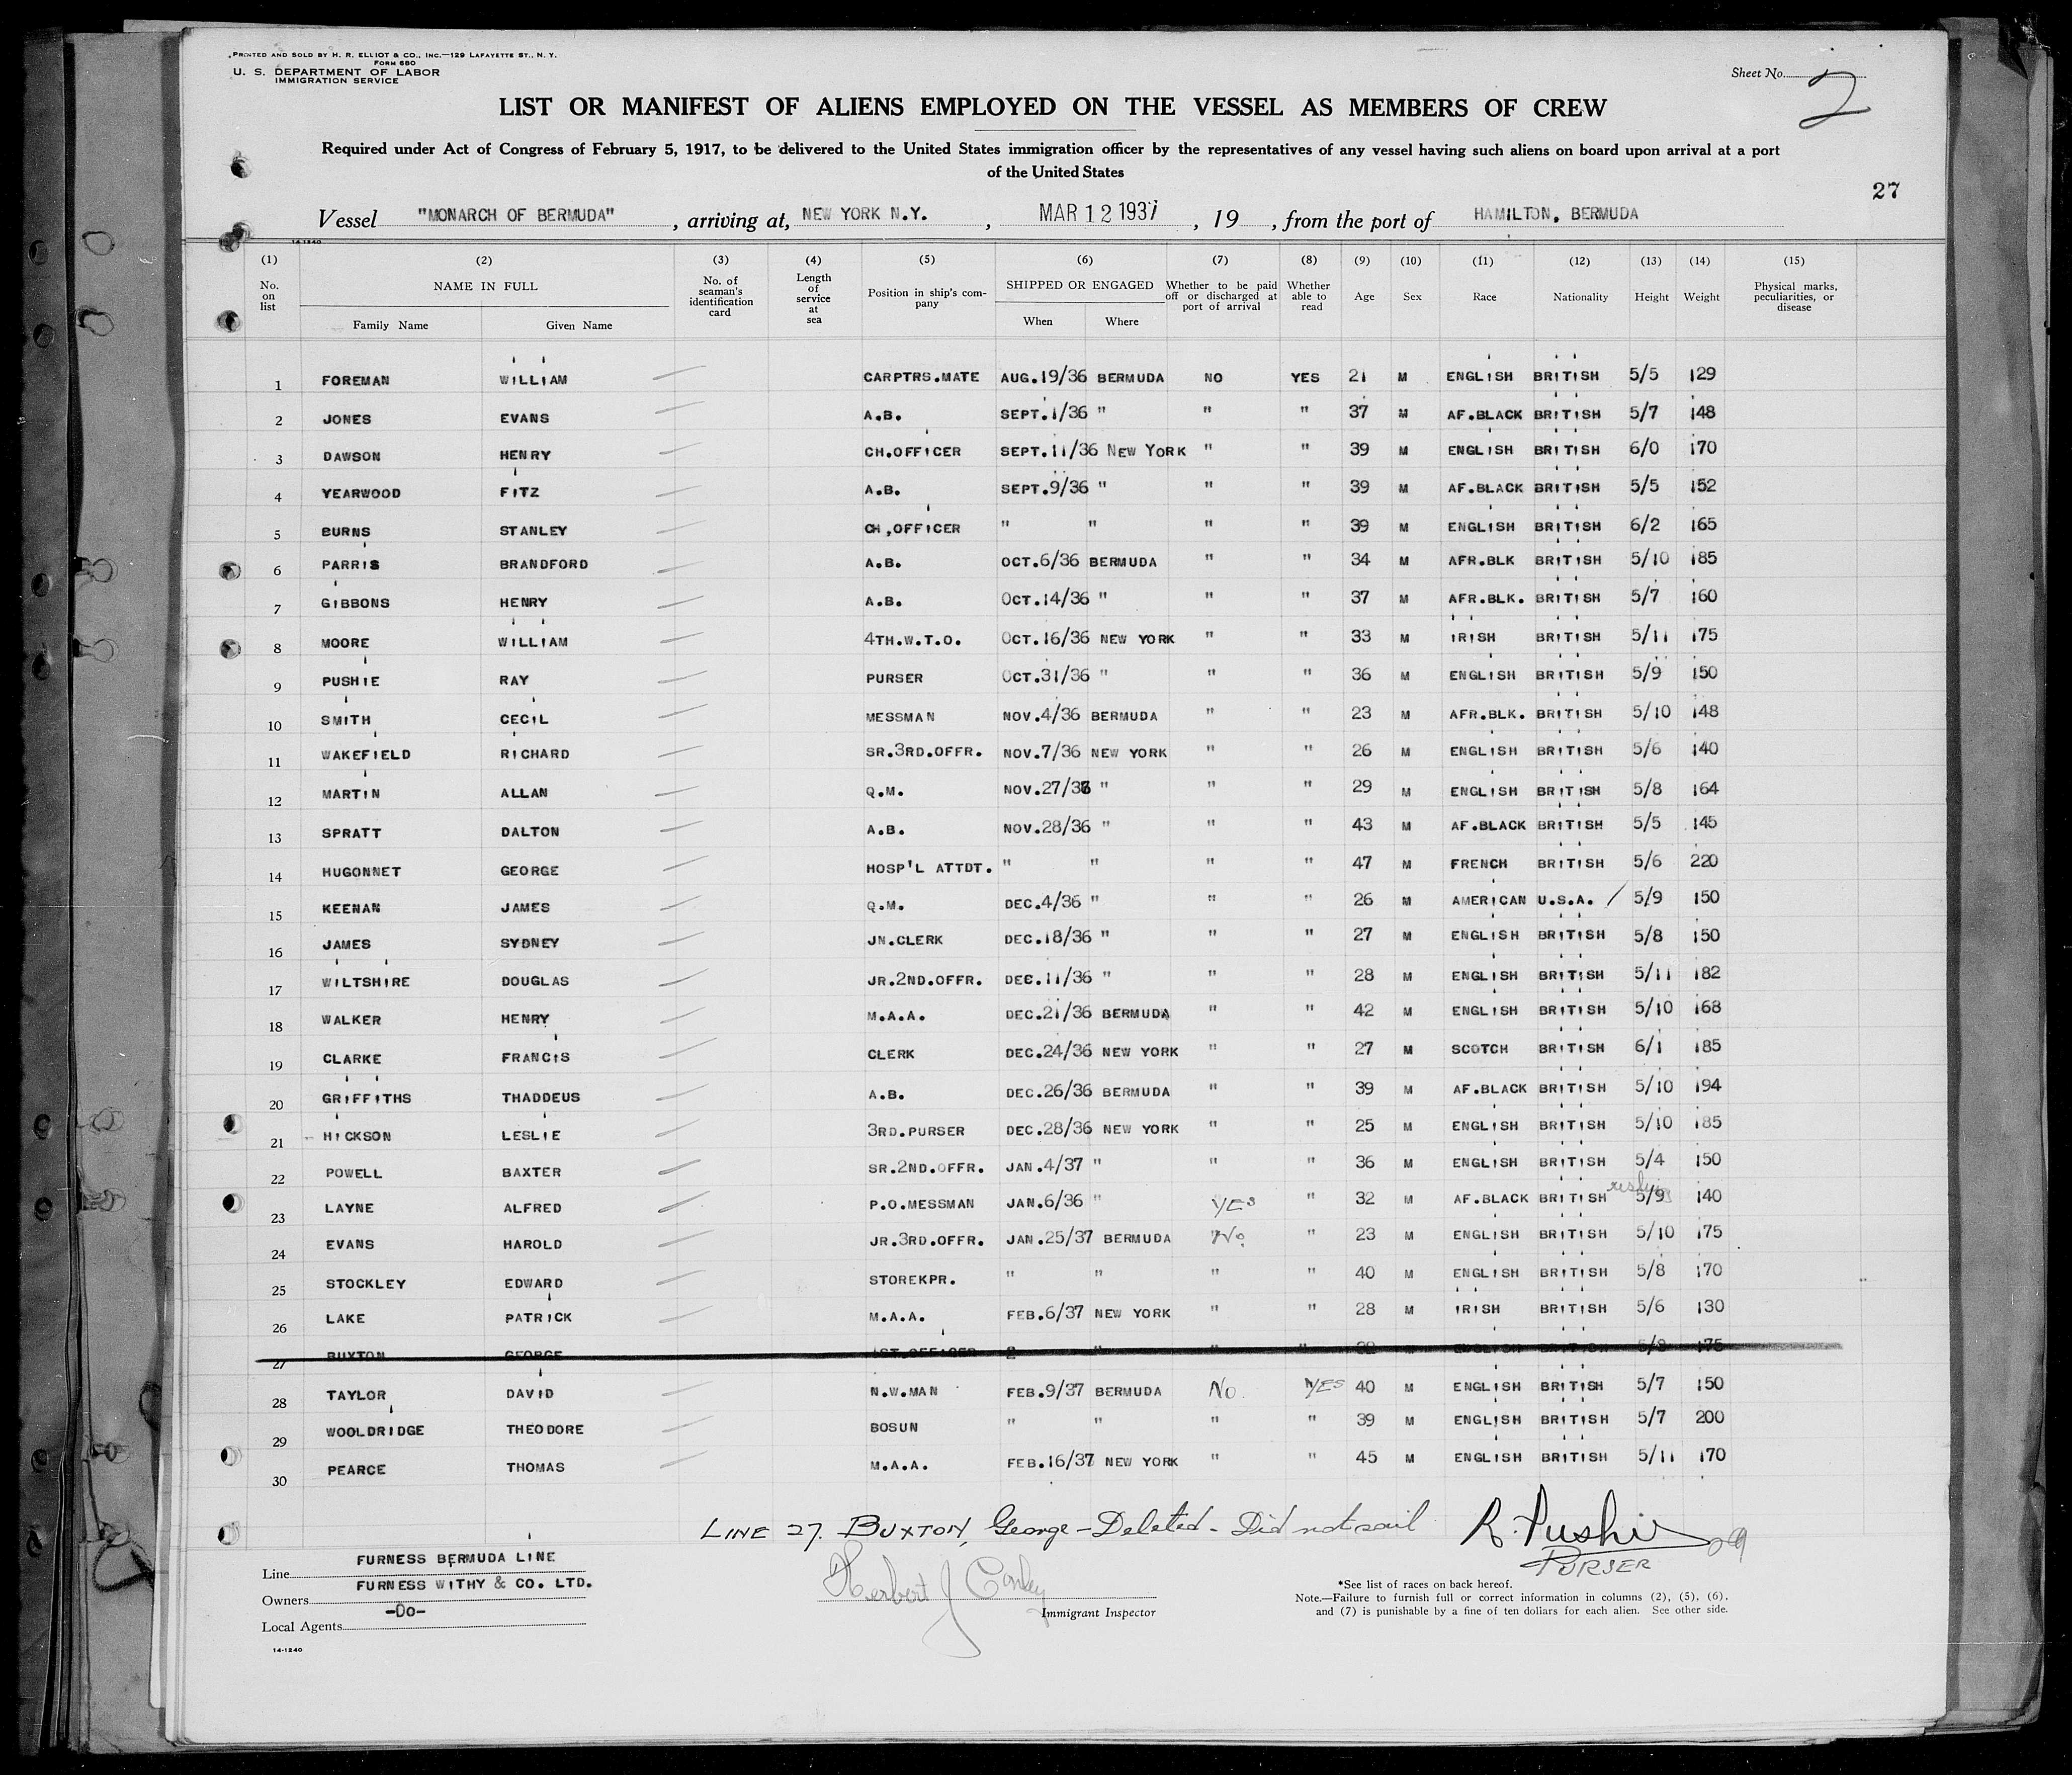 PRINTED AND SOLD BY H. R. ELLIOT & CO., INC.—129 LAFAYETTE ST., N. Y.
FORM 680
U. S. DEPARTMENT OF LABOR
IMMIGRATION SERVICE
Sheet No. 2
LIST OR MANIFEST OF ALIENS EMPLOYED ON THE VESSEL AS MEMBERS OF CREW
Required under Act of Congress of February 5, 1917, to be delivered to the United States immigration officer by the representatives of any vessel having such aliens on board upon arrival at a port
of the United States
27
Vessel "MONARCH OF BERMUDA", arriving at, NEW YORK N.Y., MAR 12 1937, 19 , from the port of HAMILTON, BERMUDA
14-1240
(1) (2) (3) (4) (5) (6) (7) (8) (9) (10) (11) (12) (13) (14) (15)
No. on list NAME IN FULL Family Name Given Name No. of seaman's identification card Length of service at sea Position in ship's company SHIPPED OR ENGAGED When Where Whether to be paid off or discharged at port of arrival Whether able to read Age Sex Race Nationality Height Weight Physical marks, peculiarities, or disease
1 FOREMAN WILLIAM CARPTRS.MATE AUG.19/36 BERMUDA NO YES 21 M ENGLISH BRITISH 5/5 129
2 JONES EVANS A.B. SEPT.1/36 " " " 37 M AF.BLACK BRITISH 5/7 148
3 DAWSON HENRY CH.OFFICER SEPT.11/36 NEW YORK " " 39 M ENGLISH BRITISH 6/0 170
4 YEARWOOD FITZ A.B. SEPT.9/36 " " " 39 M AF.BLACK BRITISH 5/5 152
5 BURNS STANLEY CH,OFFICER " " " " 39 M ENGLISH BRITISH 6/2 165
6 PARRIS BRANDFORD A.B. OCT.6/36 BERMUDA " " 34 M AFR.BLK BRITISH 5/10 185
7 GIBBONS HENRY A.B. OCT.14/36 " " " 37 M AFR.BLK. BRITISH 5/7 160
8 MOORE WILLIAM 4TH.W.T.O. OCT.16/36 NEW YORK " " 33 M IRISH BRITISH 5/11 175
9 PUSHIE RAY PURSER OCT.31/36 " " " 36 M ENGLISH BRITISH 5/9 150
10 SMITH CECIL MESSMAN NOV.4/36 BERMUDA " " 23 M AFR.BLK. BRITISH 5/10 148
11 WAKEFIELD RICHARD SR.3RD.OFFR. NOV.7/36 NEW YORK " " 26 M ENGLISH BRITISH 5/6 140
12 MARTIN ALLAN Q.M. NOV.27/36 " " " 29 M ENGLISH BRITISH 5/8 164
13 SPRATT DALTON A.B. NOV.28/36 " " " 43 M AF.BLACK BRITISH 5/5 145
14 HUGONNET GEORGE HOSP'L ATTDT. " " " " 47 M FRENCH BRITISH 5/6 220
15 KEENAN JAMES Q.M. DEC.4/36 " " " 26 M AMERICAN U.S.A. / 5/9 150
16 JAMES SYDNEY JN.CLERK DEC.18/36 " " " 27 M ENGLISH BRITISH 5/8 150
17 WILTSHIRE DOUGLAS JR.2ND.OFFR. DEC.11/36 " " " 28 M ENGLISH BRITISH 5/11 182
18 WALKER HENRY M.A.A. DEC.21/36 BERMUDA " " 42 M ENGLISH BRITISH 5/10 168
19 CLARKE FRANCIS CLERK DEC.24/36 NEW YORK " " 27 M SCOTCH BRITISH 6/1 185
20 GRIFFITHS THADDEUS A.B. DEC.26/36 BERMUDA " " 39 M AF.BLACK BRITISH 5/10 194
21 HICKSON LESLIE 3RD.PURSER DEC.28/36 NEW YORK " " 25 M ENGLISH BRITISH 5/10 185
22 POWELL BAXTER SR.2ND.OFFR. JAN.4/37 " " " 36 M ENGLISH BRITISH 5/4 150
23 LAYNE ALFRED P.O.MESSMAN JAN.6/36 " YES " 32 M AF.BLACK BRITISH 5/9 140
24 EVANS HAROLD JR.3RD.OFFR. JAN.25/37 BERMUDA No " 23 M ENGLISH BRITISH 5/10 175
25 STOCKLEY EDWARD STOREKPR. " " " " 40 M ENGLISH BRITISH 5/8 170
26 LAKE PATRICK M.A.A. FEB.6/37 NEW YORK " " 28 M IRISH BRITISH 5/6 130
27 BUXTON GEORGE 1ST.OFFICER " " " ENGLISH BRITISH 175
28 TAYLOR DAVID N.W.MAN FEB.9/37 BERMUDA No YES 40 M ENGLISH BRITISH 5/7 150
29 WOOLDRIDGE THEODORE BOSUN " " " " 39 M ENGLISH BRITISH 5/7 200
30 PEARCE THOMAS M.A.A. FEB.16/37 NEW YORK " " 45 M ENGLISH BRITISH 5/11 170
LINE 27. BUXTON, George - Deleted - Did not sail R. Pushie
PURSER
Line FURNESS BERMUDA LINE
Owners FURNESS WITHY & CO. LTD.
Local Agents -DO-
14-1240
Herbert J
Immigrant Inspector
*See list of races on back hereof.
Note.—Failure to furnish full or correct information in columns (2), (5), (6),
and (7) is punishable by a fine of ten dollars for each alien. See other side.